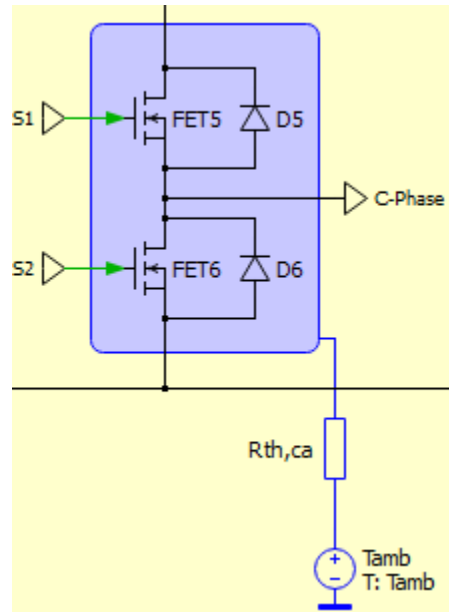 S1
FET5
D5
C-Phase
S2
FET6
D6
Rth,ca
Tamb
T: Tamb